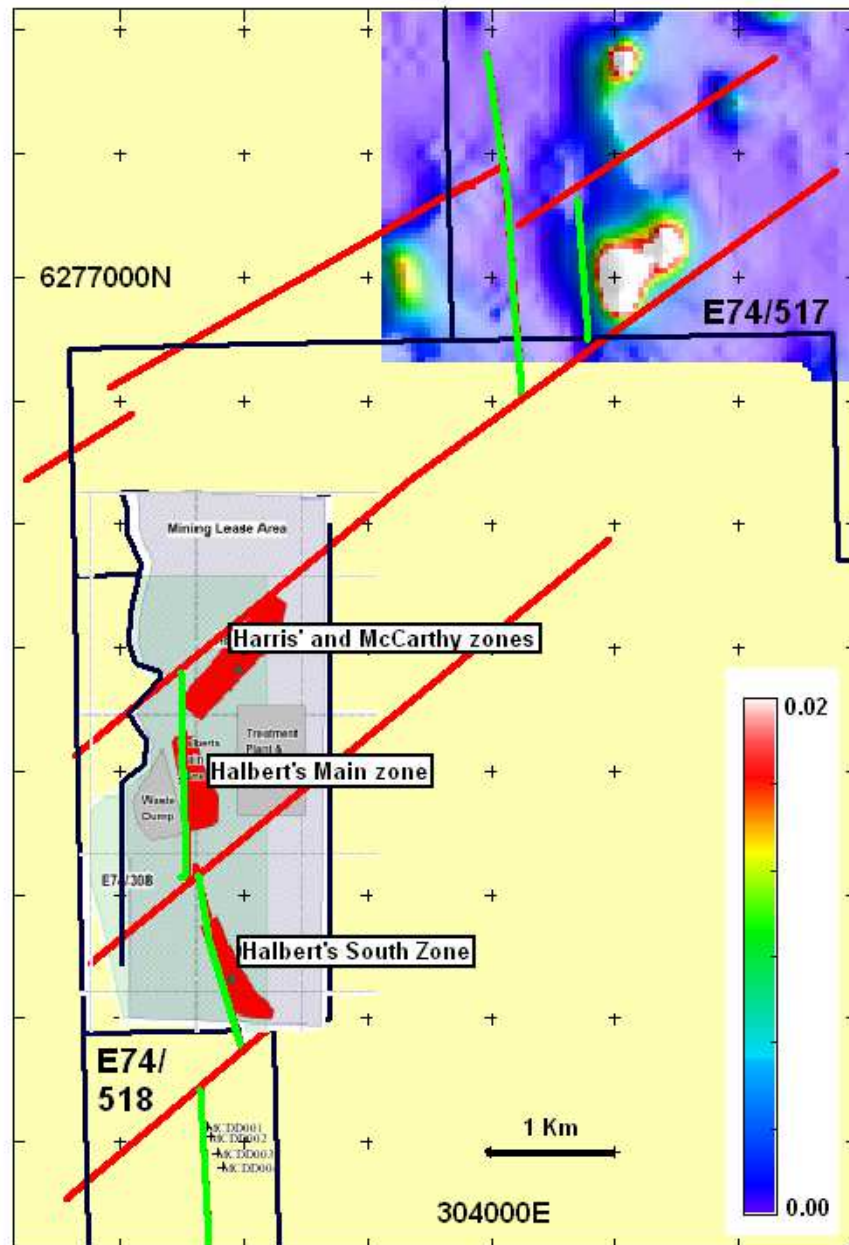 6277000N
E74/517
Mining Lease Area
Harris' and McCarthy zones
0.02
Treatment
Plant &
Halbert's Main zone
Waste
Dump
E74/308
Halbert's South Zone
E74/
518
MCDD001
MCDD002
MCDD003
1 Km
304000E
0.00